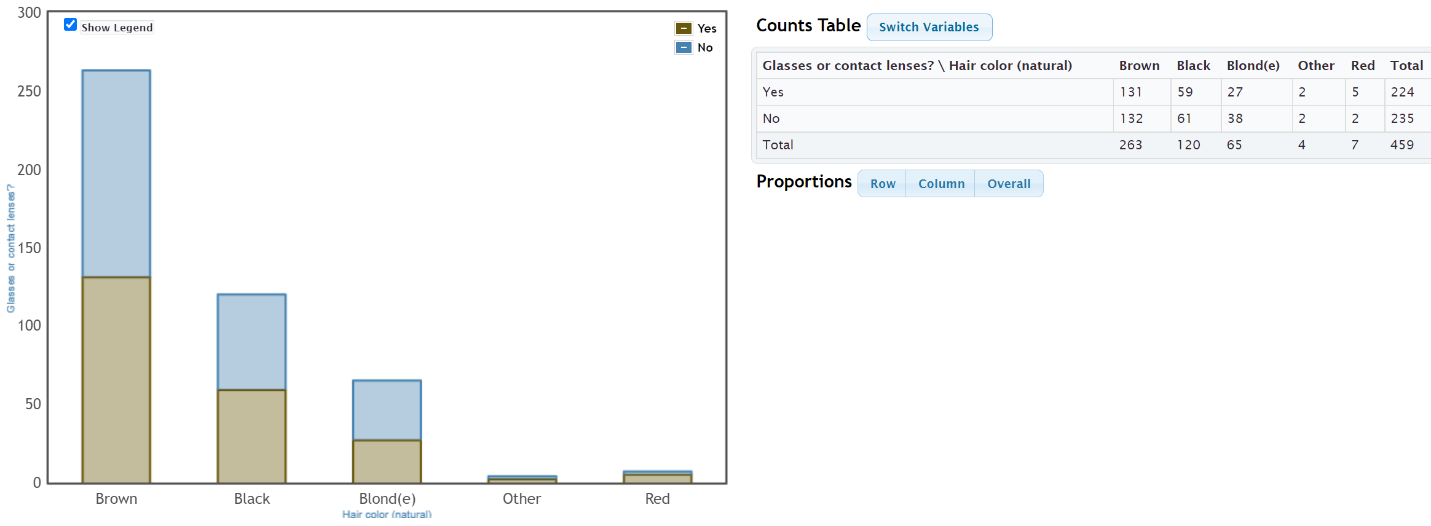 300
Show Legend
Yes
No
250
200
150
100
50
0
Glasses or contact lenses?
Brown Black Blond(e) Other Red
Hair color (natural)
Counts Table Switch Variables
Glasses or contact lenses? \ Hair color (natural) Brown Black Blond(e) Other Red Total
Yes 131 59 27 2 5 224
No 132 61 38 2 2 235
Total 263 120 65 4 7 459
Proportions Row Column Overall